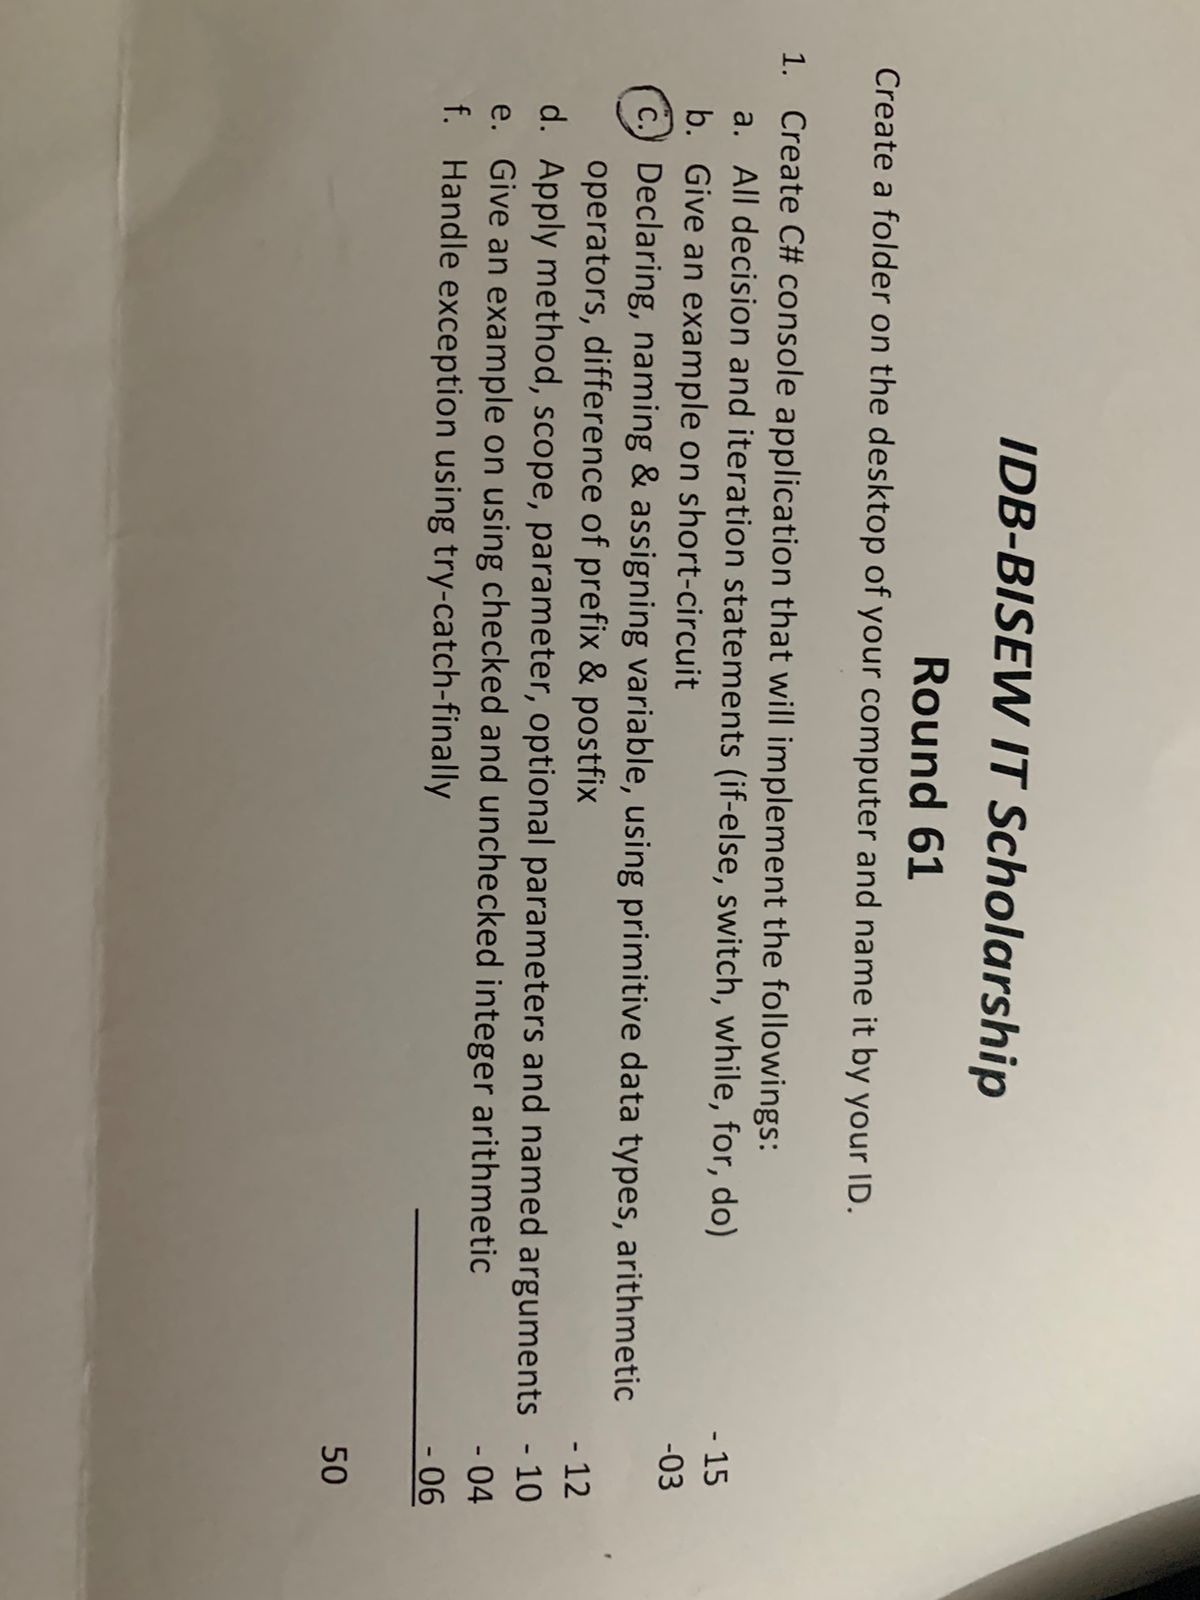 IDB-BISEW IT Scholarship
Round 61
Create a folder on the desktop of your computer and name it by your ID.
1. Create C# console application that will implement the followings:
a. All decision and iteration statements (if-else, switch, while, for, do) - 15
b. Give an example on short-circuit -03
c. Declaring, naming & assigning variable, using primitive data types, arithmetic
operators, difference of prefix & postfix - 12
d. Apply method, scope, parameter, optional parameters and named arguments - 10
e. Give an example on using checked and unchecked integer arithmetic - 04
f. Handle exception using try-catch-finally - 06
50